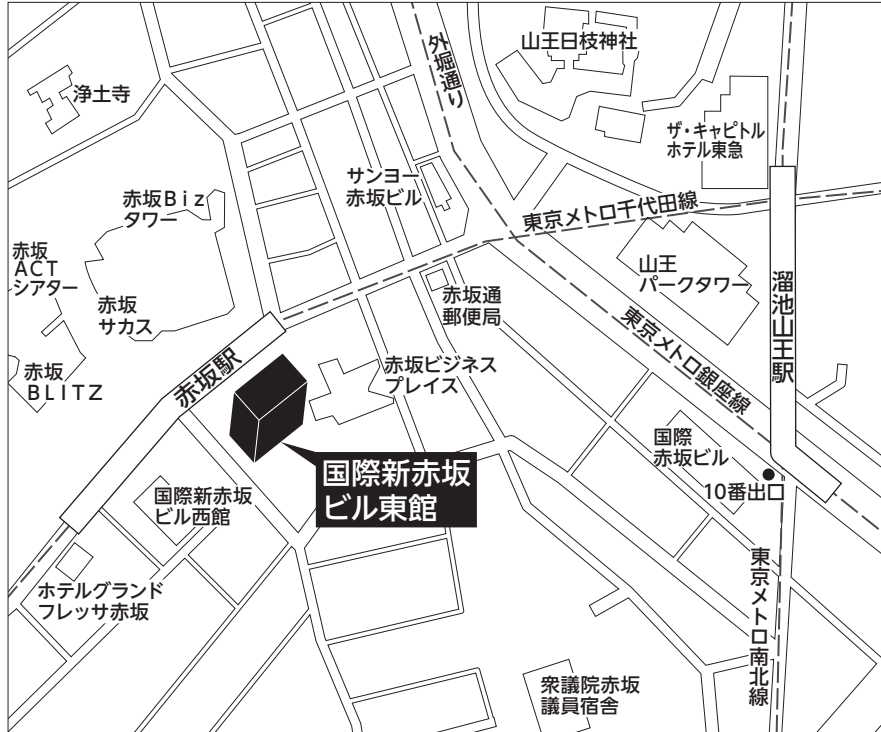 山王日枝神社
外堀通り
浄土寺
ザ・キャピトル
ホテル東急
サンヨー
赤坂ビル
赤坂Ｂｉｚ
タワー
東京メトロ千代田線
赤坂
ＡＣＴ
シアター
山王
パークタワー
溜池山王駅
赤坂
サカス
赤坂通
郵便局
東京メトロ銀座線
赤坂駅
赤坂
ＢＬＩＴＺ
赤坂ビジネス
プレイス
国際
赤坂ビル
国際新赤坂
ビル東館
10番出口
国際新赤坂
ビル西館
東京メトロ南北線
ホテルグランド
フレッサ赤坂
衆議院赤坂
議員宿舎